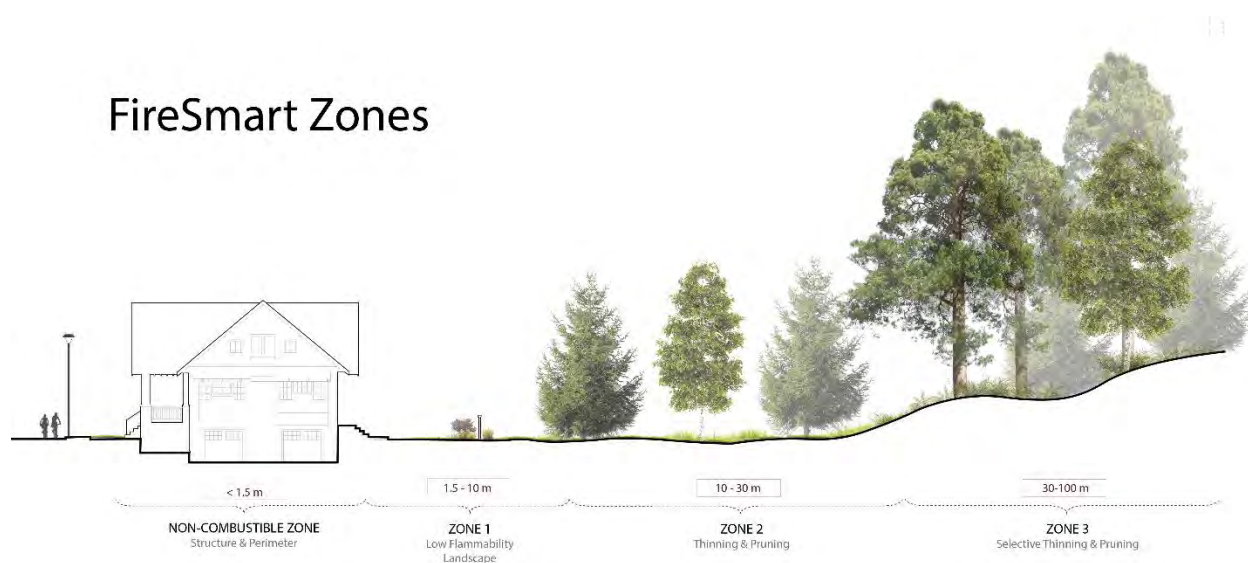 FireSmart Zones
< 1.5 m
NON-COMBUSTIBLE ZONE
Structure & Perimeter
1.5 - 10 m
ZONE 1
Low Flammability
Landscape
10 - 30 m
ZONE 2
Thinning & Pruning
30-100 m
ZONE 3
Selective Thinning & Pruning